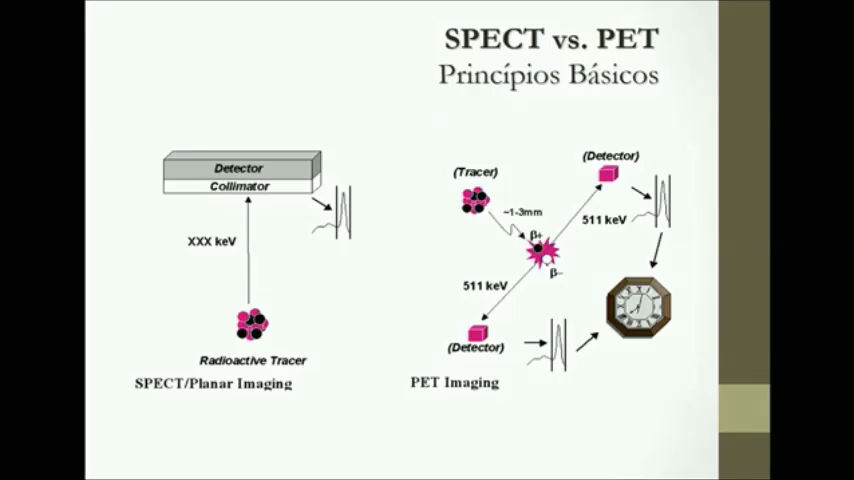 SPECT vs. PET
Princípios Básicos
Detector
Collimator
XXX keV
Radioactive Tracer
SPECT/Planar Imaging
(Tracer)
~1-3mm
β+
β–
(Detector)
511 keV
511 keV
(Detector)
PET Imaging